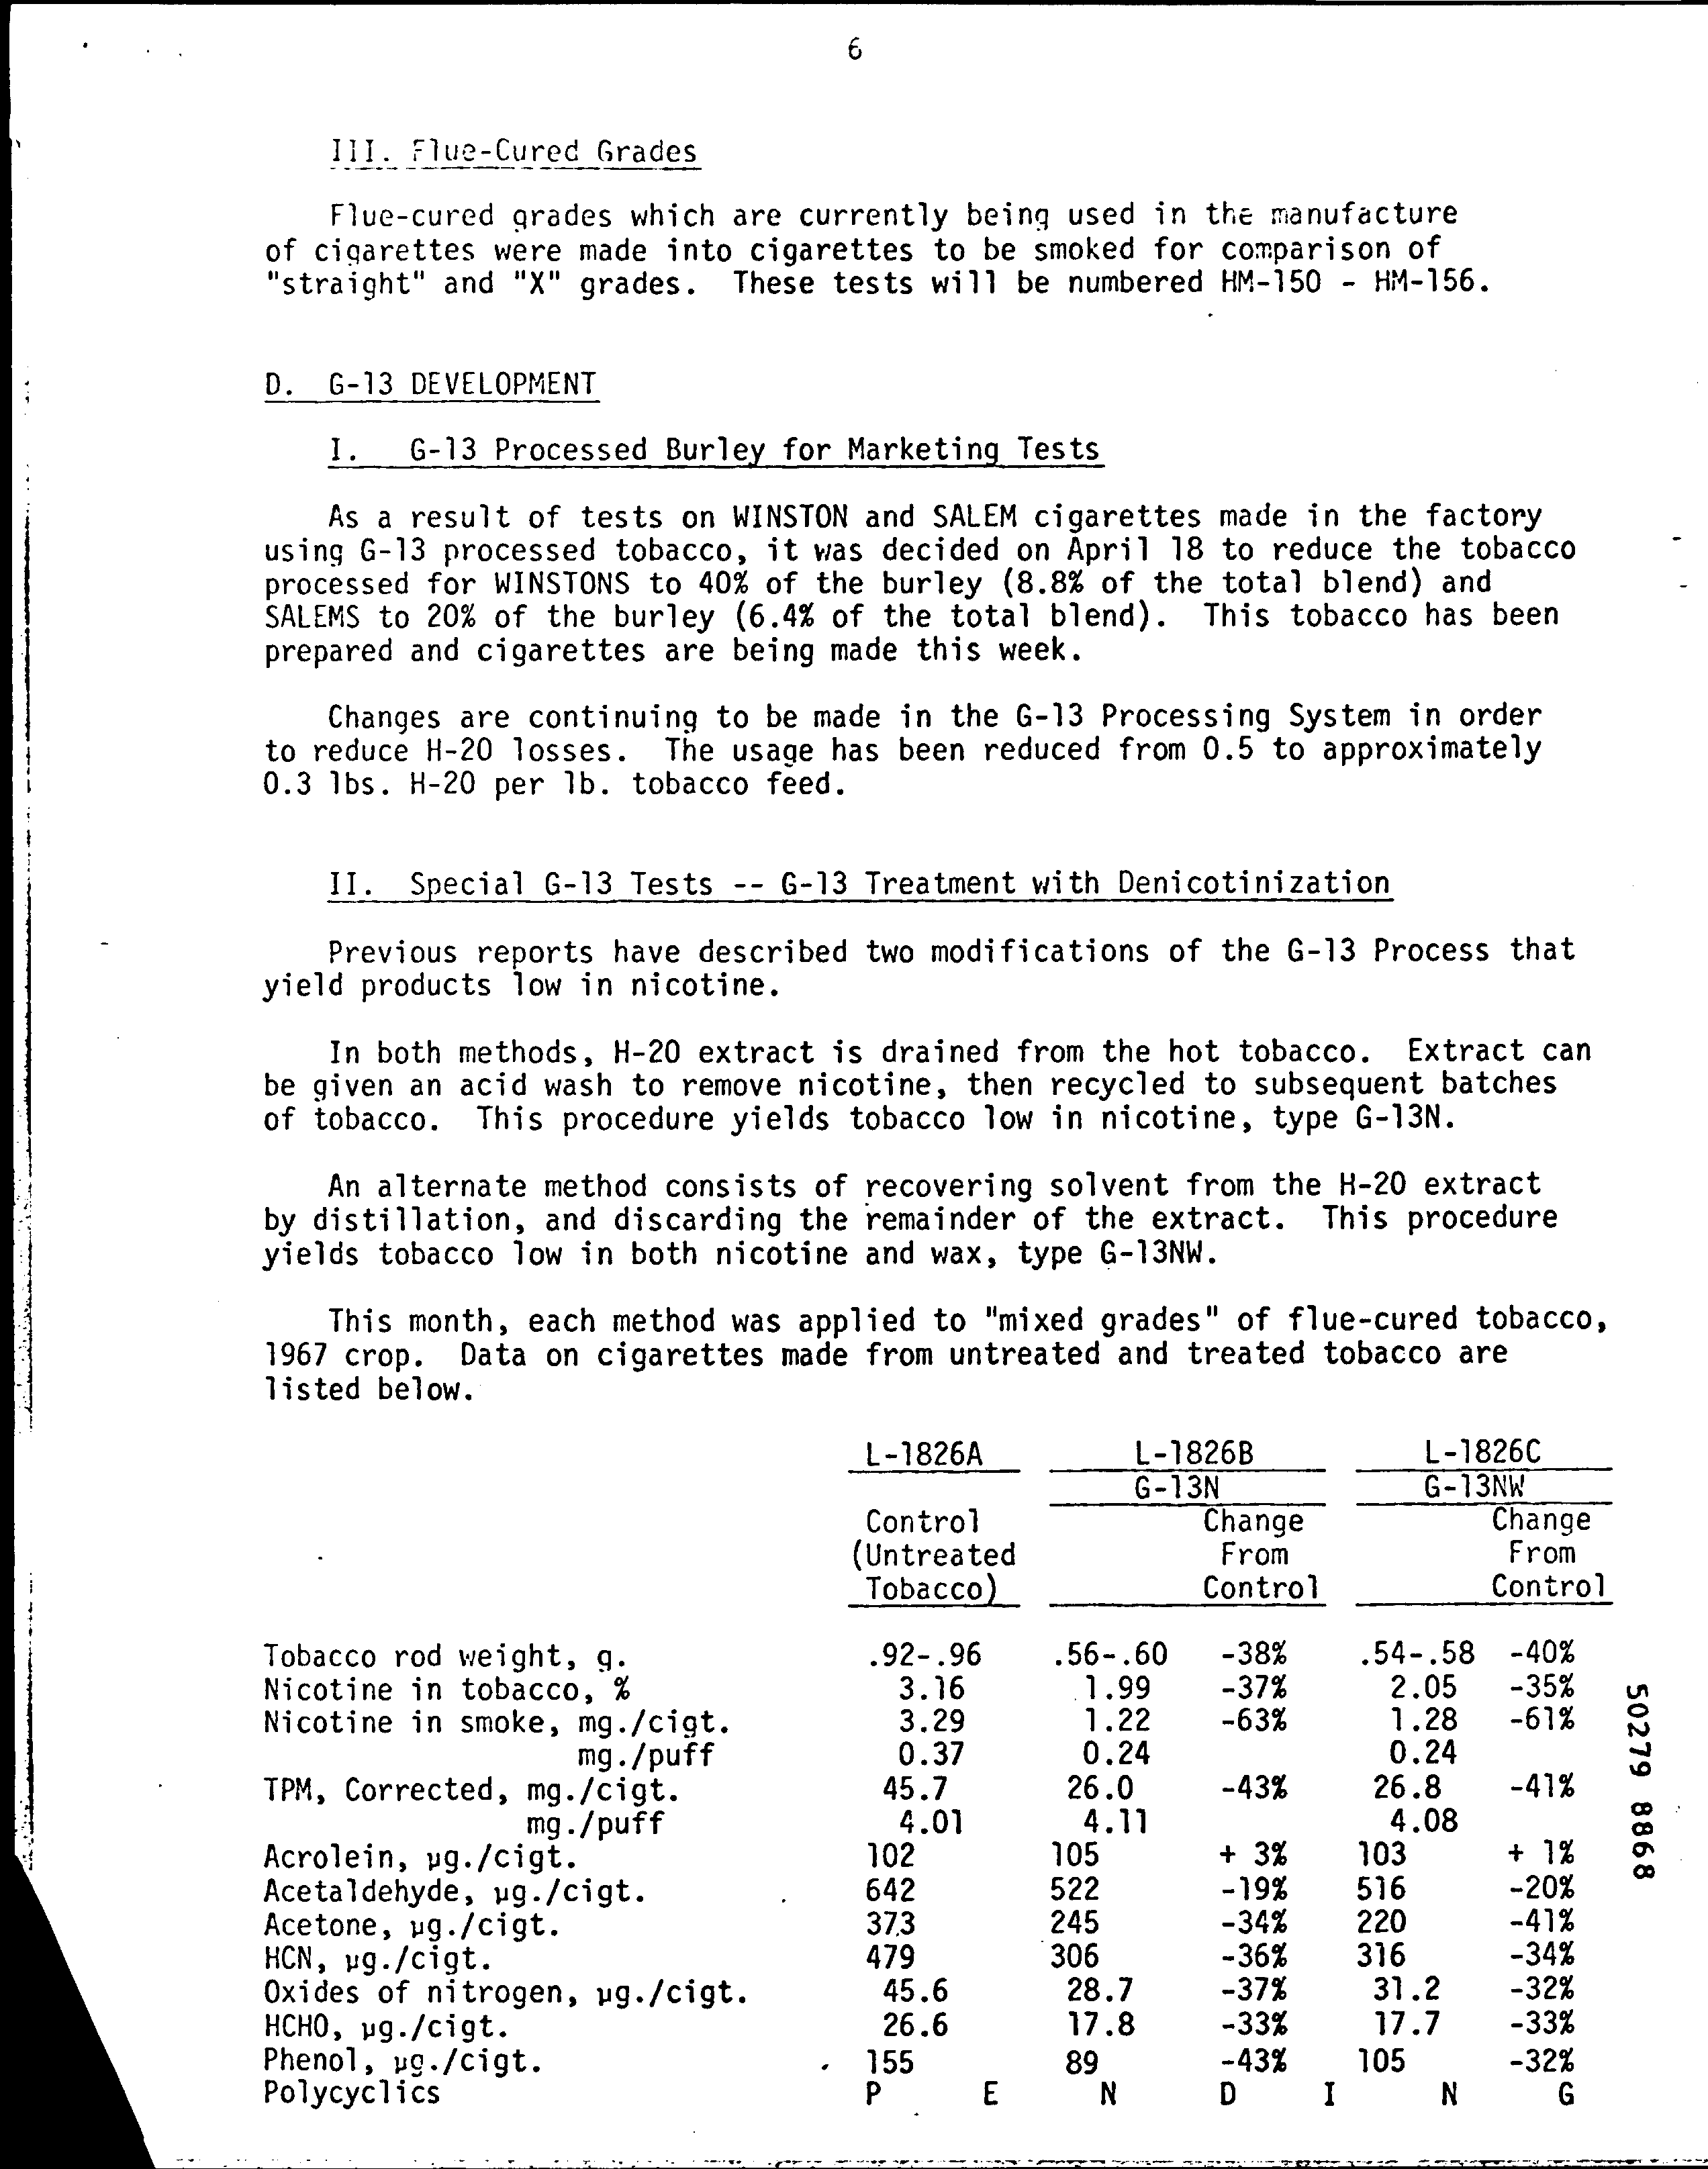 6
III. Flue-Cured Grades
Flue-cured grades which are currently being used in the manufacture
of cigarettes were made into cigarettes to be smoked for comparison of
"straight" and "X" grades. These tests will be numbered HM-150 - HM-156.
D. G-13 DEVELOPMENT
I. G-13 Processed Burley for Marketing Tests
As a result of tests on WINSTON and SALEM cigarettes made in the factory
using G-13 processed tobacco, it was decided on April 18 to reduce the tobacco
processed for WINSTONS to 40% of the burley (8.8% of the total blend) and
SALEMS to 20% of the burley (6.4% of the total blend). This tobacco has been
prepared and cigarettes are being made this week.
Changes are continuing to be made in the G-13 Processing System in order
to reduce H-20 losses. The usage has been reduced from 0.5 to approximately
0.3 lbs. H-20 per lb. tobacco feed.
II. Special G-13 Tests -- G-13 Treatment with Denicotinization
Previous reports have described two modifications of the G-13 Process that
yield products low in nicotine.
In both methods, H-20 extract is drained from the hot tobacco. Extract can
be given an acid wash to remove nicotine, then recycled to subsequent batches
of tobacco. This procedure yields tobacco low in nicotine, type G-13N.
An alternate method consists of recovering solvent from the H-20 extract
by distillation, and discarding the remainder of the extract. This procedure
yields tobacco low in both nicotine and wax, type G-13NW.
This month, each method was applied to "mixed grades" of flue-cured tobacco,
1967 crop. Data on cigarettes made from untreated and treated tobacco are
listed below.
L-1826A L-1826B L-1826C
G-13N G-13NW
Control Change Change
(Untreated From From
Tobacco) Control Control
Tobacco rod weight, g. .92-.96 .56-.60 -38% .54-.58 -40%
Nicotine in tobacco, % 3.16 1.99 -37% 2.05 -35%
Nicotine in smoke, mg./cigt. 3.29 1.22 -63% 1.28 -61%
mg./puff 0.37 0.24 0.24
TPM, Corrected, mg./cigt. 45.7 26.0 -43% 26.8 -41%
mg./puff 4.01 4.11 4.08
Acrolein, µg./cigt. 102 105 + 3% 103 + 1%
Acetaldehyde, µg./cigt. 642 522 -19% 516 -20%
Acetone, µg./cigt. 373 245 -34% 220 -41%
HCN, µg./cigt. 479 306 -36% 316 -34%
Oxides of nitrogen, µg./cigt. 45.6 28.7 -37% 31.2 -32%
HCHO, µg./cigt. 26.6 17.8 -33% 17.7 -33%
Phenol, µg./cigt. 155 89 -43% 105 -32%
Polycyclics P E N D I N G
50279 8868